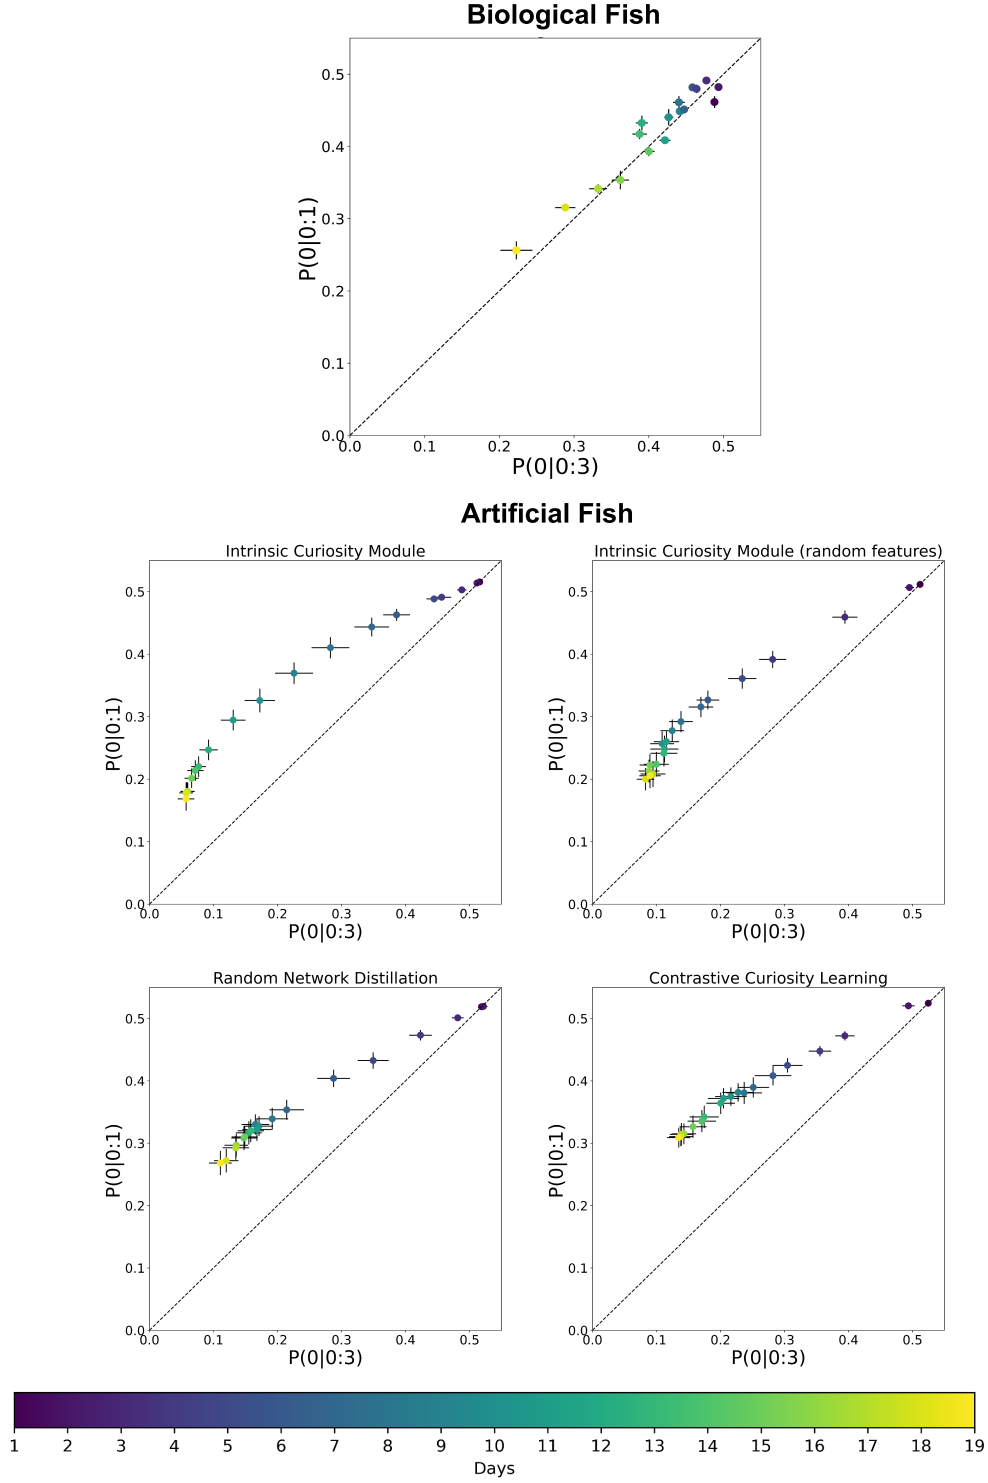 Biological Fish
0.5
0.4
0.3
0.2
0.1
0.0
P(0|0:1)
0.0 0.1 0.2 0.3 0.4 0.5
P(0|0:3)
Artificial Fish
Intrinsic Curiosity Module
0.5
0.4
0.3
0.2
0.1
0.0
P(0|0:1)
0.0 0.1 0.2 0.3 0.4 0.5
P(0|0:3)
Intrinsic Curiosity Module (random features)
0.5
0.4
0.3
0.2
0.1
0.0
P(0|0:1)
0.0 0.1 0.2 0.3 0.4 0.5
P(0|0:3)
Random Network Distillation
0.5
0.4
0.3
0.2
0.1
0.0
P(0|0:1)
0.0 0.1 0.2 0.3 0.4 0.5
P(0|0:3)
Contrastive Curiosity Learning
0.5
0.4
0.3
0.2
0.1
0.0
P(0|0:1)
0.0 0.1 0.2 0.3 0.4 0.5
P(0|0:3)
1 2 3 4 5 6 7 8 9 10 11 12 13 14 15 16 17 18 19
Days